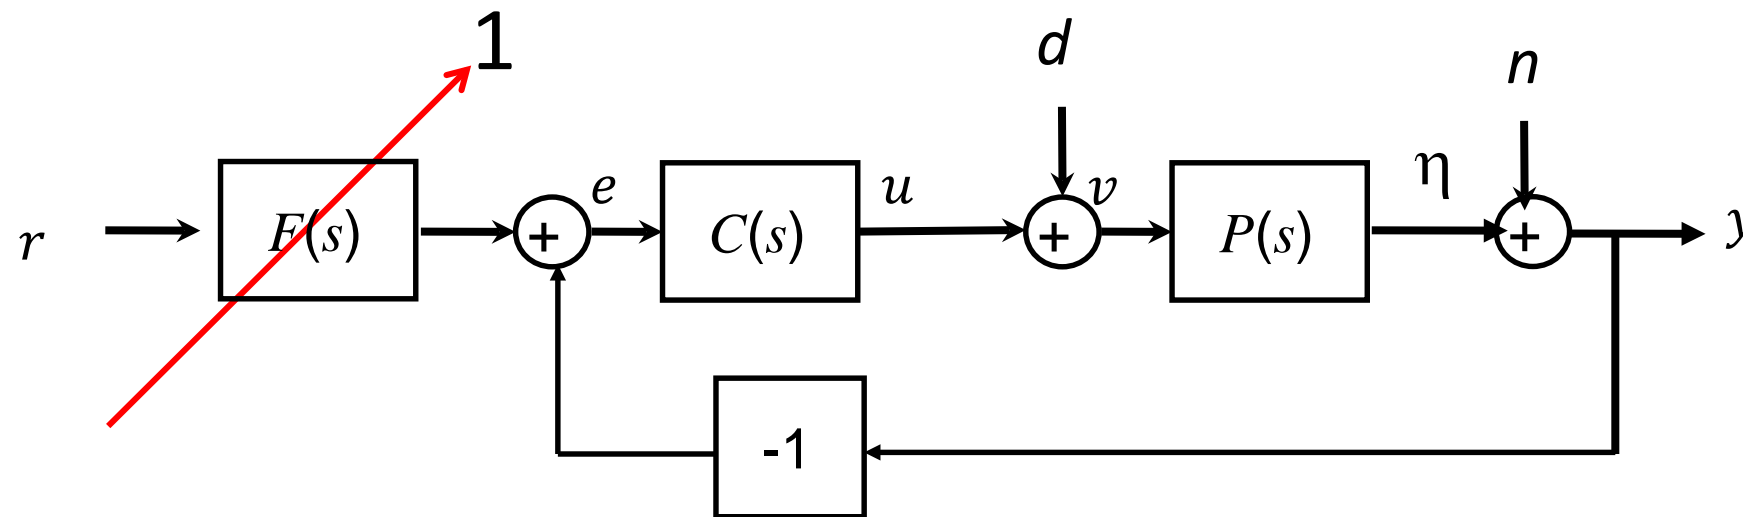 1
d
n
r
F(s)
+
e
C(s)
u
+
v
P(s)
η
+
y
-1